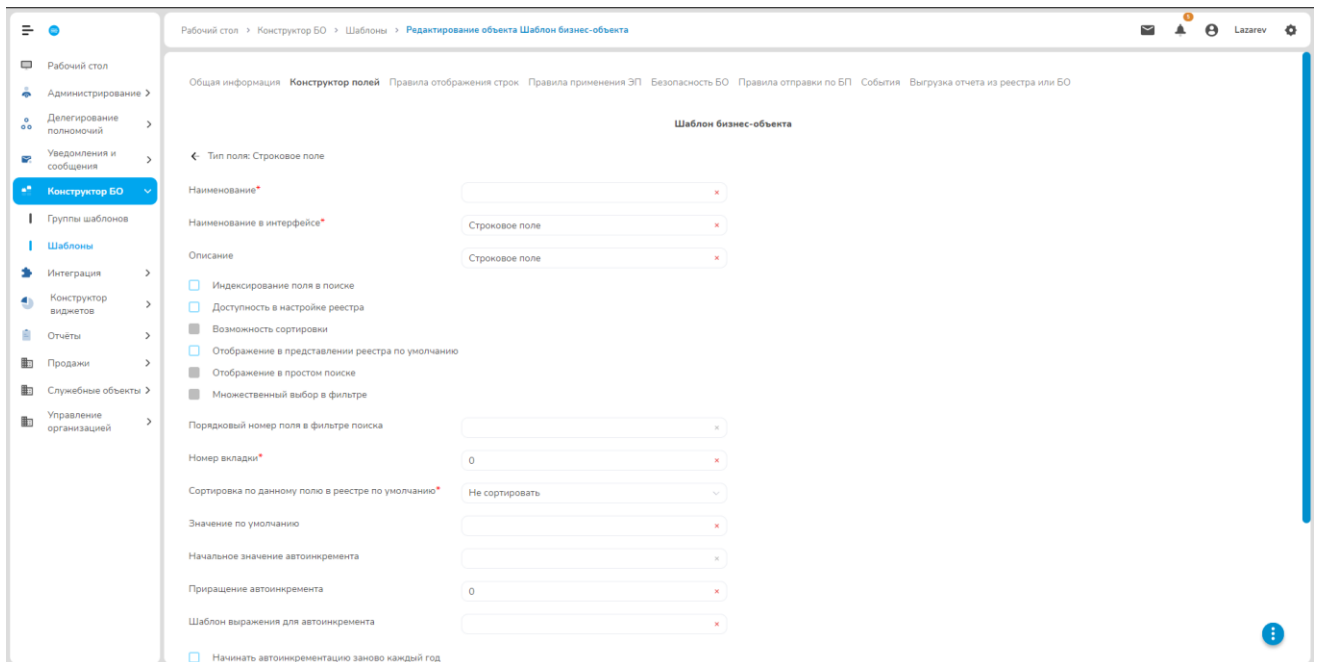 Рабочий стол > Конструктор БО > Шаблоны > Редактирование объекта Шаблон бизнес-объекта
5
Lazarev
Рабочий стол
Администрирование
Делегирование
полномочий
Уведомления и
сообщения
Конструктор БО
Группы шаблонов
Шаблоны
Интеграция
Конструктор
виджетов
Отчёты
Продажи
Служебные объекты
Управление
организацией
Общая информация Конструктор полей Правила отображения строк Правила применения ЭП Безопасность БО Правила отправки по БП События Выгрузка отчета из реестра или БО
Шаблон бизнес-объекта
Тип поля: Строковое поле
Наименование*
Наименование в интерфейсе* Строковое поле
Описание Строковое поле
Индексирование поля в поиске
Доступность в настройке реестра
Возможность сортировки
Отображение в представлении реестра по умолчанию
Отображение в простом поиске
Множественный выбор в фильтре
Порядковый номер поля в фильтре поиска
Номер вкладки* 0
Сортировка по данному полю в реестре по умолчанию* Не сортировать
Значение по умолчанию
Начальное значение автоинкремента
Приращение автоинкремента 0
Шаблон выражения для автоинкремента
Начинать автоинкрементацию заново каждый год